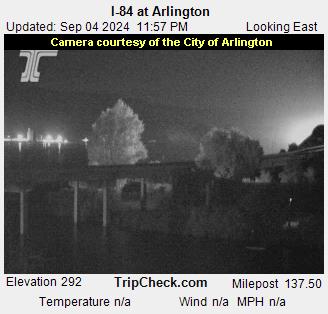 I-84 at Arlington
Updated: Sep 04 2024 11:57 PM Looking East
Camera courtesy of the City of Arlington
Elevation 292 TripCheck.com Milepost 137.50
Temperature n/a Wind n/a MPH n/a